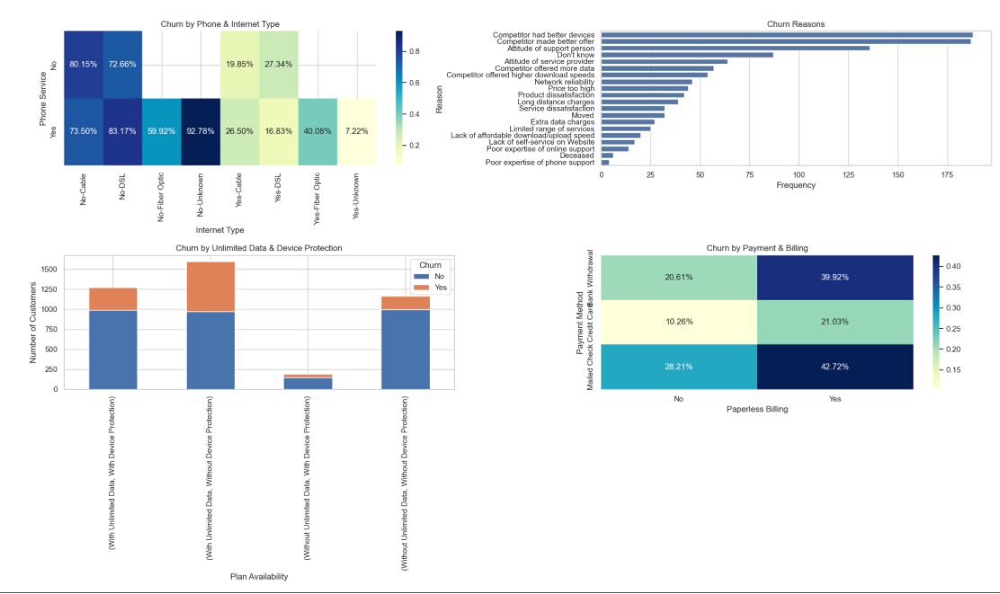 Churn by Phone & Internet Type
Phone Service
No
Yes
80.15% 72.66% 19.85% 27.34%
73.50% 83.17% 59.92% 92.78% 26.50% 16.83% 40.08% 7.22%
0.8
0.6
0.4
0.2
No-Cable
No-DSL
No-Fiber Optic
No-Unknown
Yes-Cable
Yes-DSL
Yes-Fiber Optic
Yes-Unknown
Internet Type
Churn Reasons
Reason
Competitor had better devices
Competitor made better offer
Attitude of support person
Don't know
Attitude of service provider
Competitor offered more data
Competitor offered higher download speeds
Network reliability
Price too high
Product dissatisfaction
Long distance charges
Service dissatisfaction
Moved
Extra data charges
Limited range of services
Lack of affordable download/upload speed
Lack of self-service on Website
Poor expertise of online support
Deceased
Poor expertise of phone support
0 25 50 75 100 125 150 175
Frequency
Churn by Unlimited Data & Device Protection
Number of Customers
1500
1250
1000
750
500
250
0
Churn
No
Yes
(With Unlimited Data, With Device Protection)
(With Unlimited Data, Without Device Protection)
(Without Unlimited Data, With Device Protection)
(Without Unlimited Data, Without Device Protection)
Plan Availability
Churn by Payment & Billing
Payment Method
Bank Withdrawal
Credit Card
Mailed Check
20.61% 39.92%
10.26% 21.03%
28.21% 42.72%
No Yes
Paperless Billing
0.40
0.35
0.30
0.25
0.20
0.15